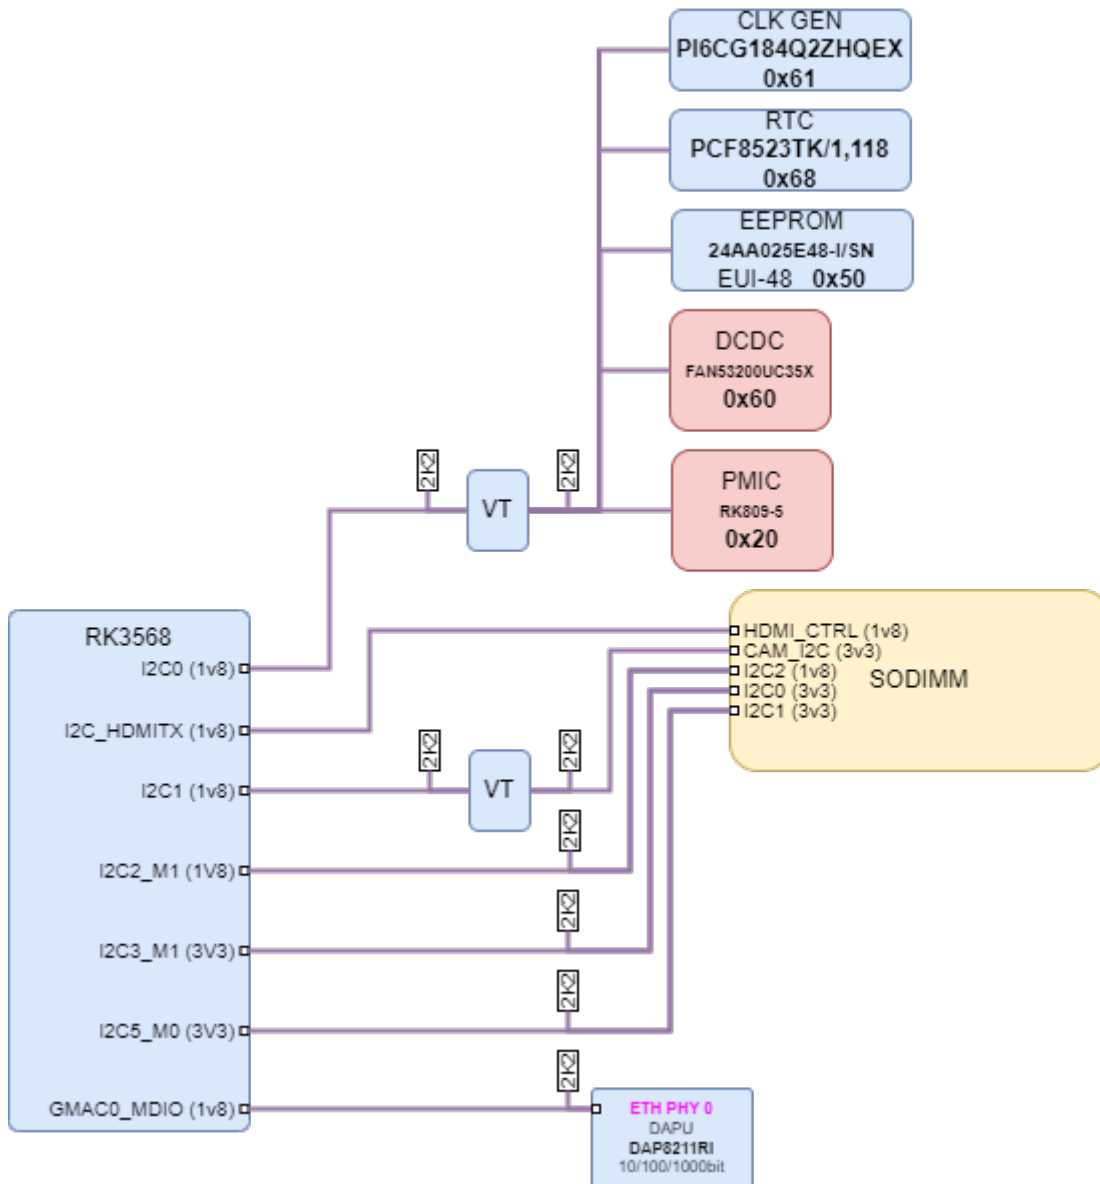 CLK GEN
PI6CG184Q2ZHQEX
0x61
RTC
PCF8523TK/1,118
0x68
EEPROM
24AA025E48-I/SN
EUI-48 0x50
DCDC
FAN53200UC35X
0x60
2K2
2K2
VT
PMIC
RK809-5
0x20
RK3568
I2C0 (1v8)
I2C_HDMITX (1v8)
I2C1 (1v8)
I2C2_M1 (1V8)
I2C3_M1 (3V3)
I2C5_M0 (3V3)
GMAC0_MDIO (1v8)
HDMI_CTRL (1v8)
CAM_I2C (3v3)
I2C2 (1v8)
I2C0 (3v3)
I2C1 (3v3)
SODIMM
2K2
2K2
VT
2K2
2K2
2K2
2K2
ETH PHY 0
DAPU
DAP8211RI
10/100/1000bit